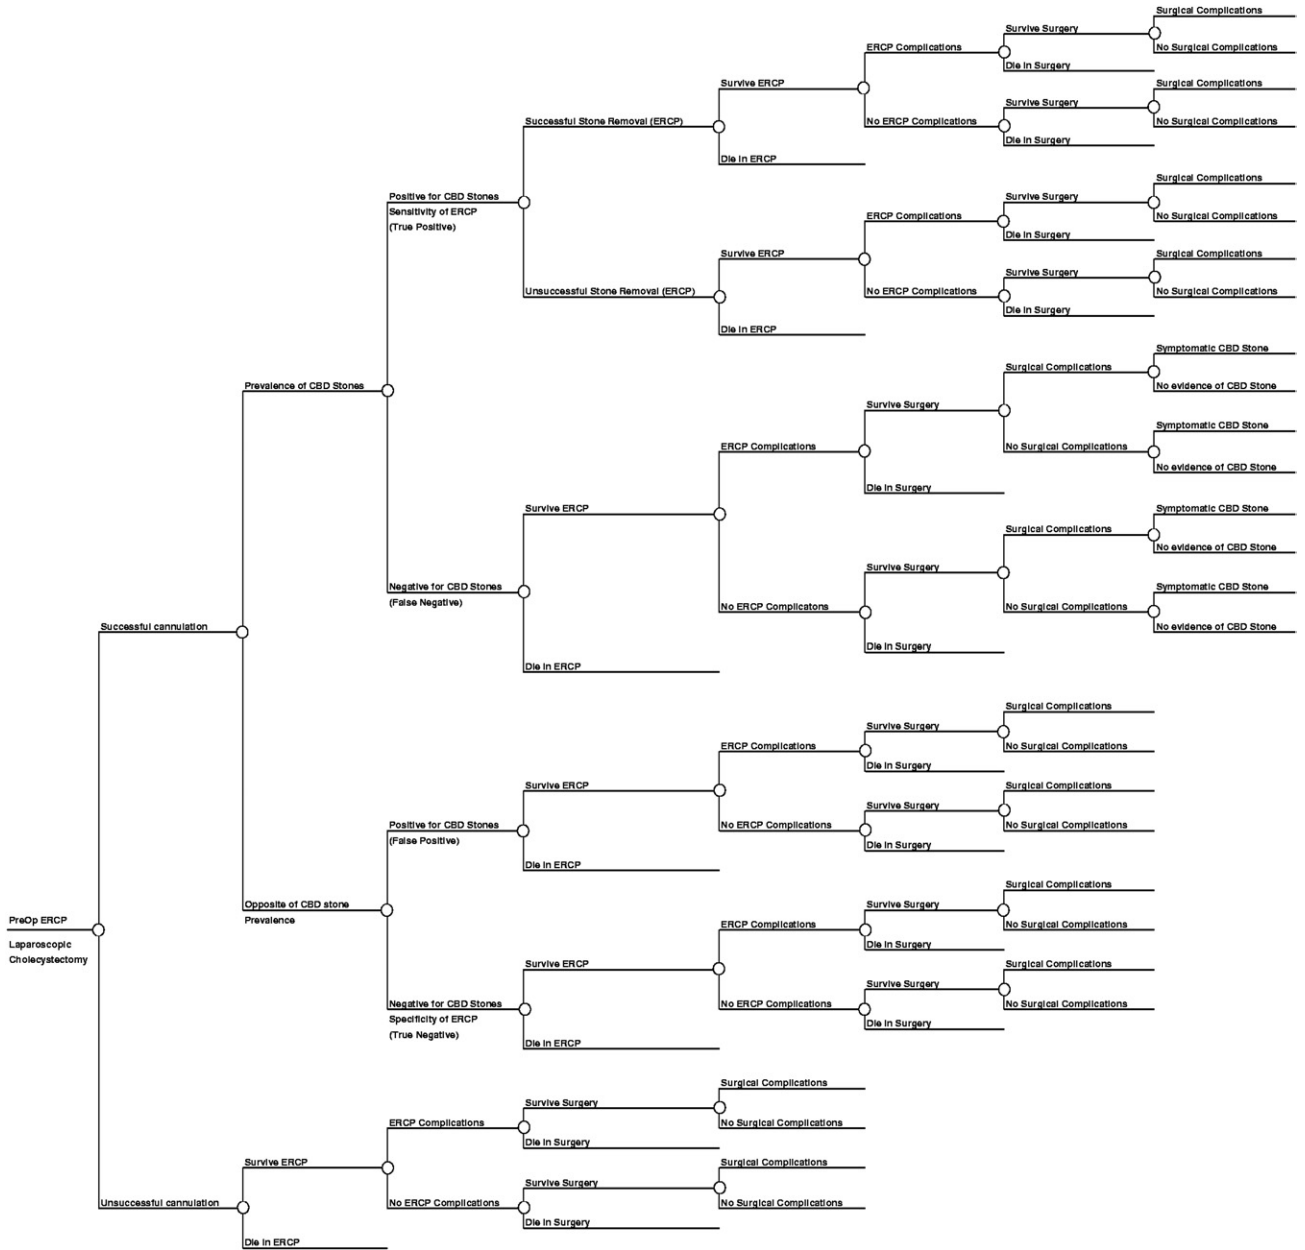 Surgical Complications
Survive Surgery
ERCP Complications
No Surgical Complications
Die in Surgery
Survive ERCP
Surgical Complications
Survive Surgery
Successful Stone Removal (ERCP)
No ERCP Complications
No Surgical Complications
Die in Surgery
Die in ERCP
Surgical Complications
Positive for CBD Stones
Sensitivity of ERCP
(True Positive)
Survive Surgery
ERCP Complications
No Surgical Complications
Die in Surgery
Survive ERCP
Surgical Complications
Survive Surgery
Unsuccessful Stone Removal (ERCP)
No ERCP Complications
No Surgical Complications
Die in Surgery
Die in ERCP
Symptomatic CBD Stone
Surgical Complications
Prevalence of CBD Stones
No evidence of CBD Stone
Survive Surgery
Symptomatic CBD Stone
ERCP Complications
No Surgical Complications
No evidence of CBD Stone
Die in Surgery
Survive ERCP
Symptomatic CBD Stone
Surgical Complications
No evidence of CBD Stone
Survive Surgery
Negative for CBD Stones
(False Negative)
Symptomatic CBD Stone
No ERCP Complicatons
No Surgical Complications
Successful cannulation
No evidence of CBD Stone
Die in Surgery
Die in ERCP
Surgical Complications
Survive Surgery
ERCP Complications
No Surgical Complications
Die in Surgery
Survive ERCP
Surgical Complications
Survive Surgery
Positive for CBD Stones
(False Positive)
No ERCP Complications
No Surgical Complications
Die in Surgery
Die in ERCP
Surgical Complications
Opposite of CBD stone
Prevalence
Survive Surgery
PreOp ERCP
Laparoscopic
Cholecystectomy
ERCP Complications
No Surgical Complications
Die in Surgery
Survive ERCP
Surgical Complications
Survive Surgery
Negative for CBD Stones
Specificity of ERCP
(True Negative)
No ERCP Complications
No Surgical Complications
Die in Surgery
Die in ERCP
Surgical Complications
Survive Surgery
ERCP Complications
No Surgical Complications
Die in Surgery
Survive ERCP
Surgical Complications
Survive Surgery
Unsuccessful cannulation
No ERCP Complications
No Surgical Complications
Die in Surgery
Die in ERCP